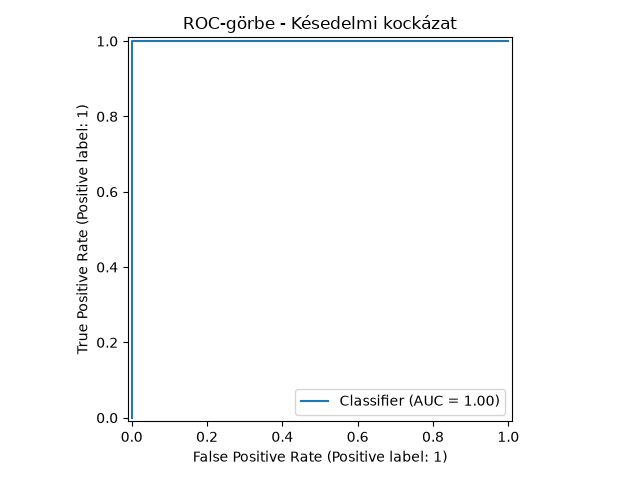 ROC-görbe - Késedelmi kockázat
True Positive Rate (Positive label: 1)
1.0
0.8
0.6
0.4
0.2
0.0
Classifier (AUC = 1.00)
0.0 0.2 0.4 0.6 0.8 1.0
False Positive Rate (Positive label: 1)